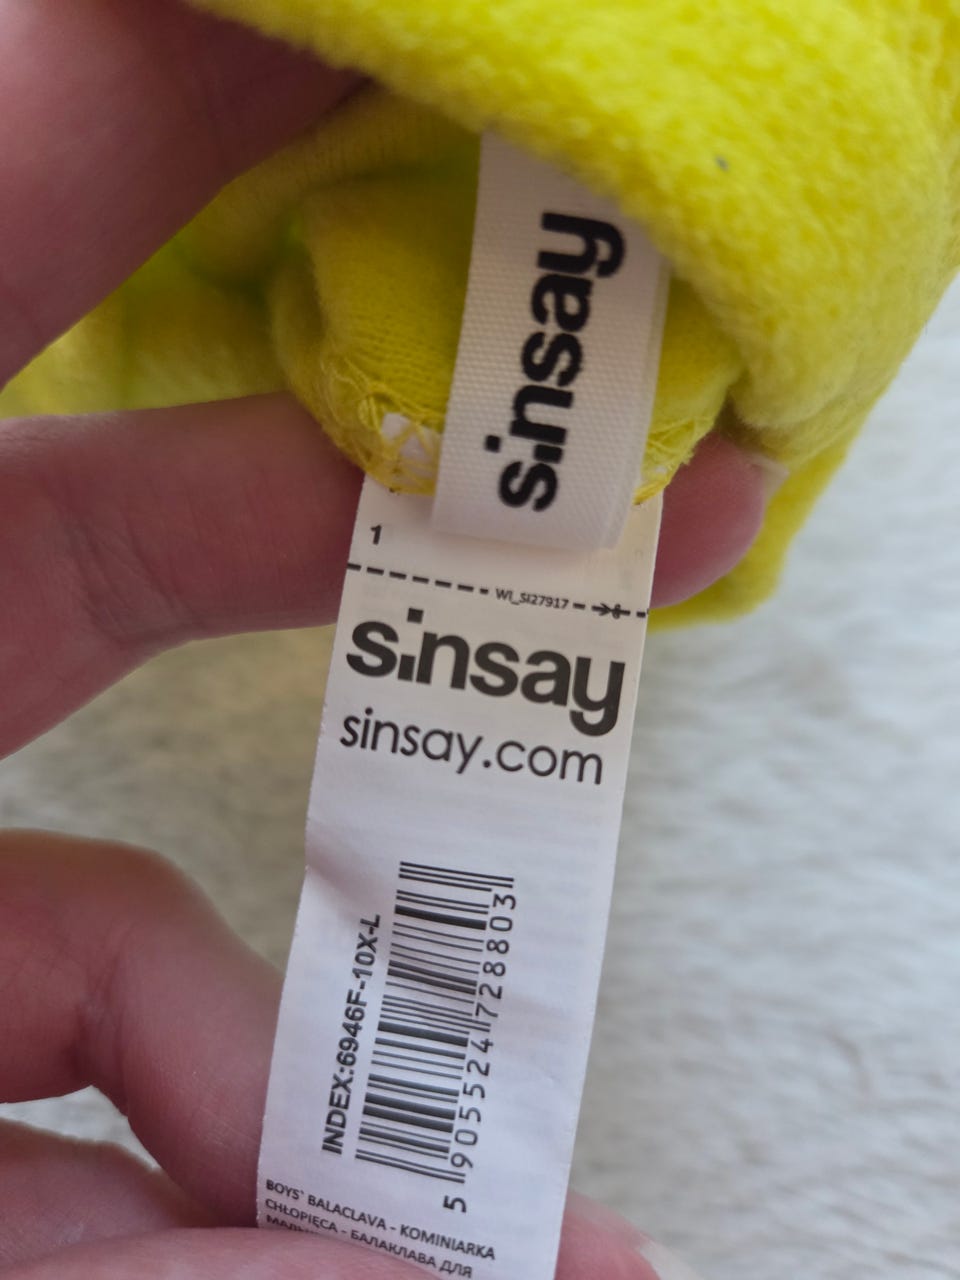 sinsay
1
WI_SI27917
sinsay
sinsay.com
INDEX:6946F-10X-L
5 905524 728803
BOYS' BALACLAVA - KOMINIARKA
CHŁOPIĘCA - БАЛАКЛАВА ДЛЯ